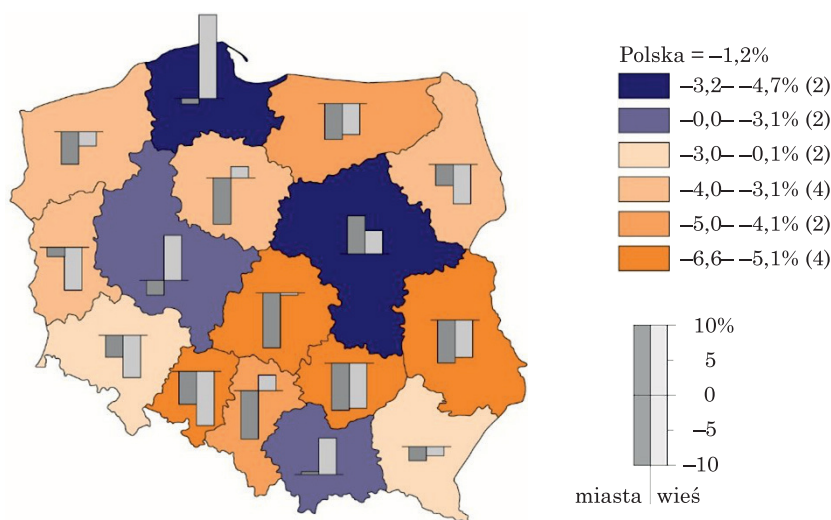 Polska = –1,2%
–3,2– –4,7% (2)
–0,0– –3,1% (2)
–3,0– –0,1% (2)
–4,0– –3,1% (4)
–5,0– –4,1% (2)
–6,6– –5,1% (4)
10%
5
0
–5
–10
miasta wieś